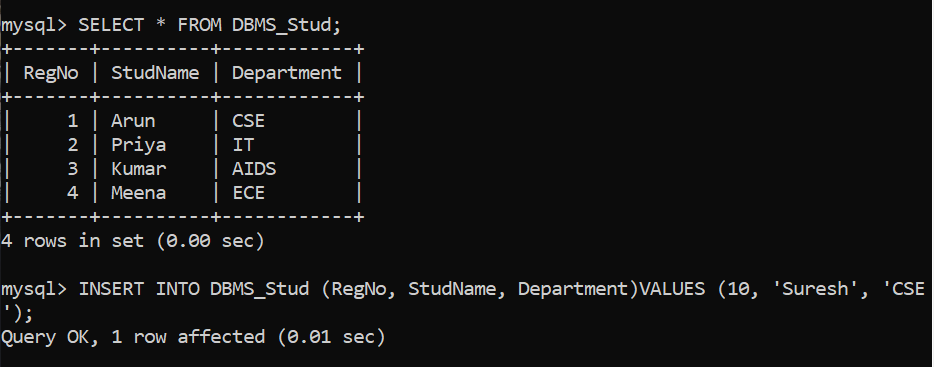 mysql> SELECT * FROM DBMS_Stud;
+-------+----------+------------+
| RegNo | StudName | Department |
+-------+----------+------------+
|     1 | Arun     | CSE        |
|     2 | Priya    | IT         |
|     3 | Kumar    | AIDS       |
|     4 | Meena    | ECE        |
+-------+----------+------------+
4 rows in set (0.00 sec)

mysql> INSERT INTO DBMS_Stud (RegNo, StudName, Department)VALUES (10, 'Suresh', 'CSE
');
Query OK, 1 row affected (0.01 sec)